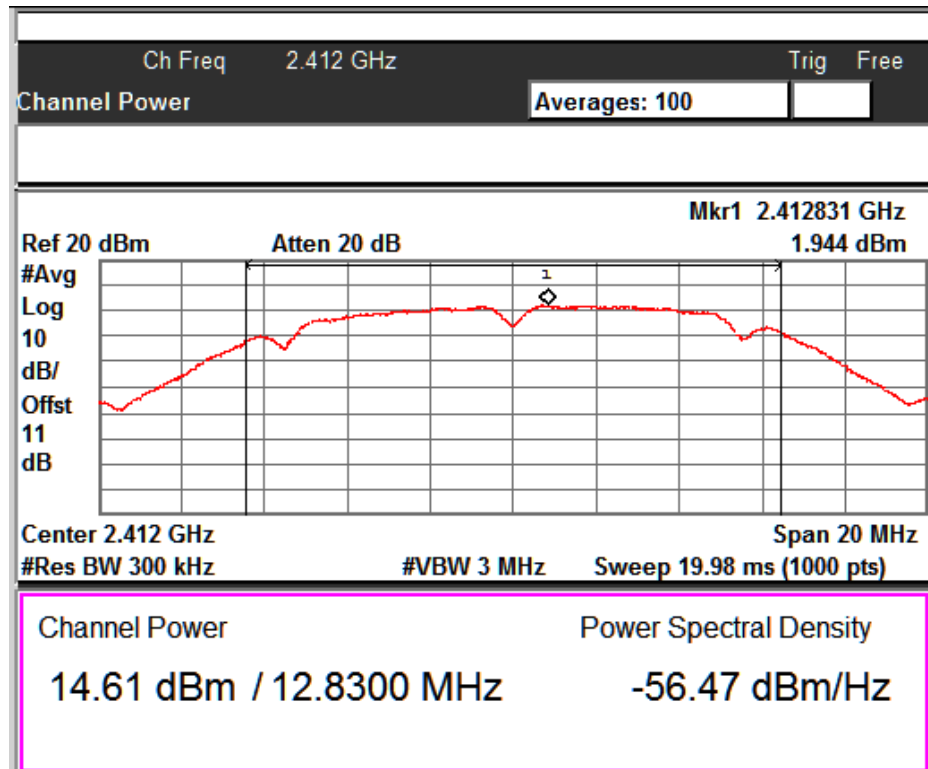 Ch Freq 2.412 GHz Trig Free
Channel Power Averages: 100
Mkr1 2.412831 GHz
Ref 20 dBm Atten 20 dB 1.944 dBm
#Avg
Log
10
dB/
Offst
11
dB
1
Center 2.412 GHz Span 20 MHz
#Res BW 300 kHz #VBW 3 MHz Sweep 19.98 ms (1000 pts)
Channel Power Power Spectral Density
14.61 dBm / 12.8300 MHz -56.47 dBm/Hz